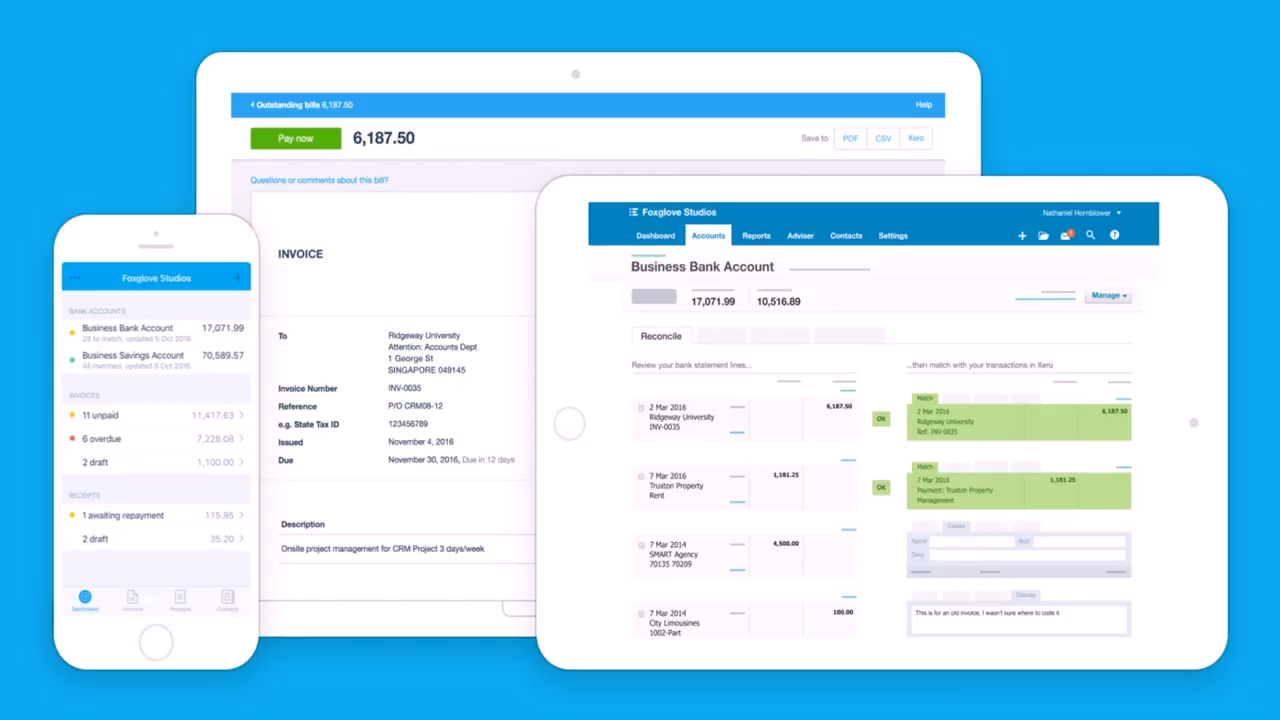 Outstanding bills 6,187.50
Help
Pay now
6,187.50
Save to
PDF
CSV
Xero
Questions or comments about this bill?
INVOICE
To
Ridgeway University
Attention: Accounts Dept
1 George St
SINGAPORE 049145
Invoice Number
INV-0035
Reference
P/O CRM08-12
e.g. State Tax ID
123456789
Issued
November 4, 2016
Due
November 30, 2016, Due in 12 days
Description
Onsite project management for CRM Project 3 days/week
Foxglove Studios
BANK ACCOUNTS
Business Bank Account
17,071.99
28 to match, updated 5 Oct 2016
Business Savings Account
70,589.57
48 matched, updated 5 Oct 2016
INVOICES
11 unpaid
11,417.63
6 overdue
7,228.08
2 draft
1,100.00
RECEIPTS
1 awaiting repayment
115.95
2 draft
35.20
Dashboard
Invoices
Receipts
Contacts
Foxglove Studios
Nathaniel Hornblower
Dashboard
Accounts
Reports
Adviser
Contacts
Settings
Business Bank Account
17,071.99
10,516.89
Manage
Reconcile
Review your bank statement lines...
...then match with your transactions in Xero
2 Mar 2016
Ridgeway University
INV-0035
6,187.50
OK
Match
2 Mar 2016
Ridgeway University
Ref: INV-0035
6,187.50
7 Mar 2016
Truxton Property
Rent
1,181.25
OK
Match
7 Mar 2016
Payment: Truxton Property
Management
1,181.25
7 Mar 2014
SMART Agency
70135 70209
4,500.00
Create
Name
Add
Desc
7 Mar 2014
City Limousines
1002-Part
100.00
Discuss
This is for an old invoice, I wasn't sure where to code it.